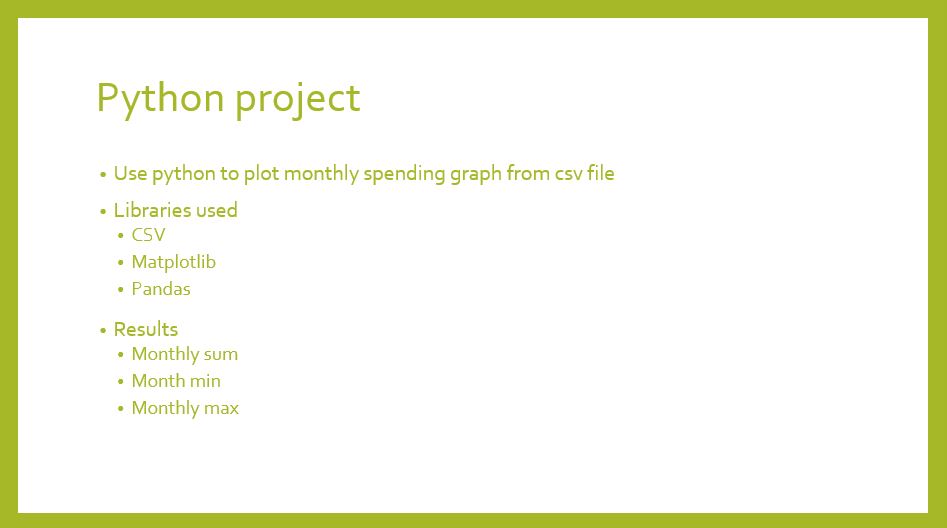 Python project
• Use python to plot monthly spending graph from csv file
• Libraries used
• CSV
• Matplotlib
• Pandas
• Results
• Monthly sum
• Month min
• Monthly max